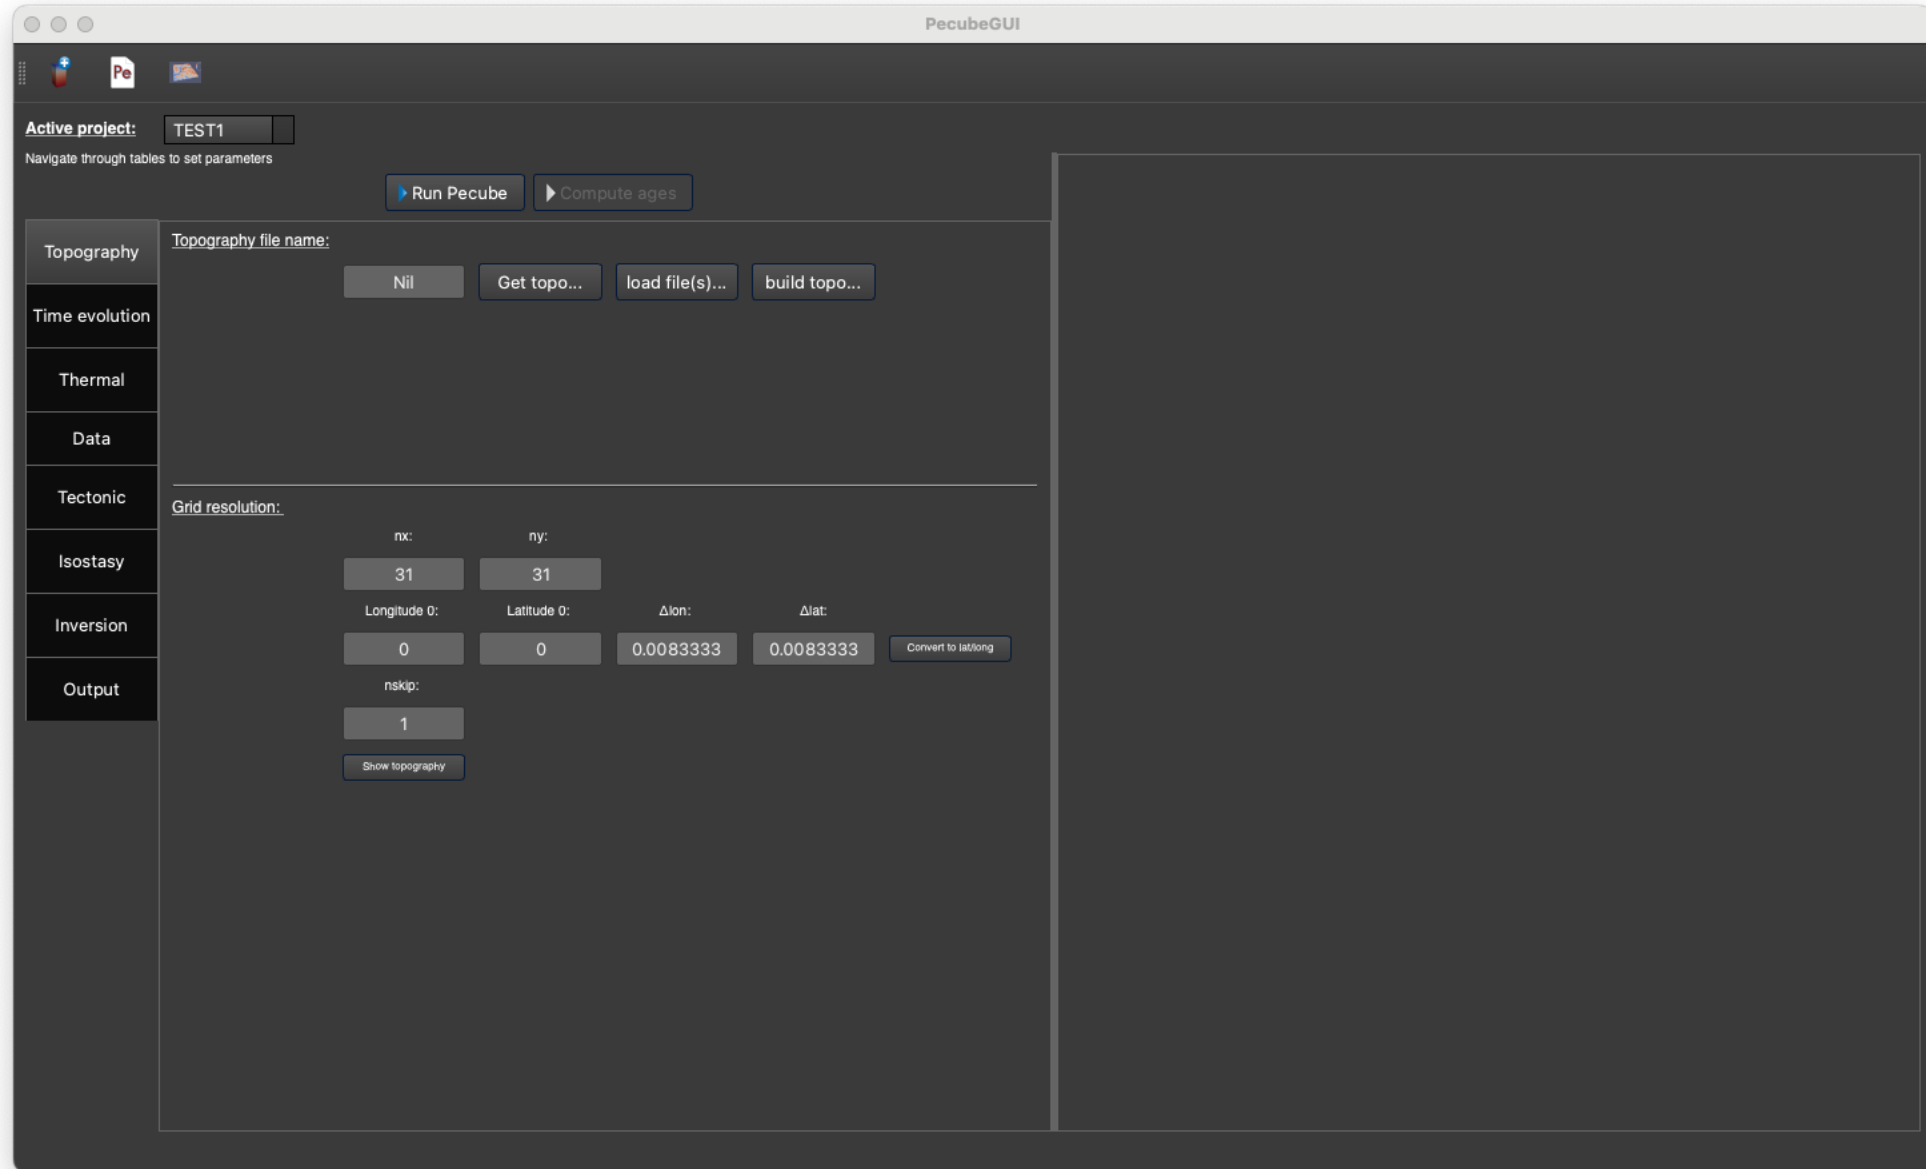 PecubeGUI
Pe
Active project: TEST1
Navigate through tables to set parameters
Run Pecube Compute ages
Topography
Time evolution
Thermal
Data
Tectonic
Isostasy
Inversion
Output
Topography file name:
Nil Get topo... load file(s)... build topo...
Grid resolution:
nx: ny:
31 31
Longitude 0: Latitude 0: Δlon: Δlat:
0 0 0.0083333 0.0083333 Convert to lat/long
nskip:
1
Show topography